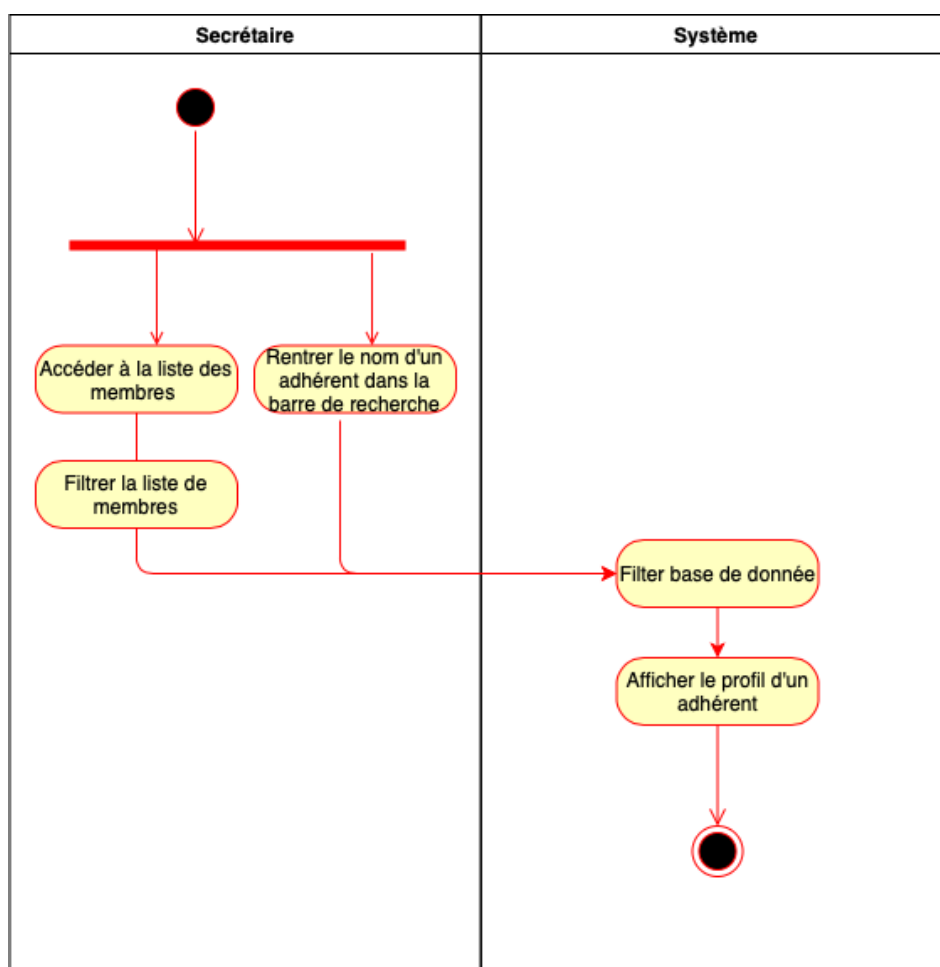 Secrétaire
Système
Accéder à la liste des
membres
Rentrer le nom d'un
adhérent dans la
barre de recherche
Filtrer la liste de
membres
Filter base de donnée
Afficher le profil d'un
adhérent